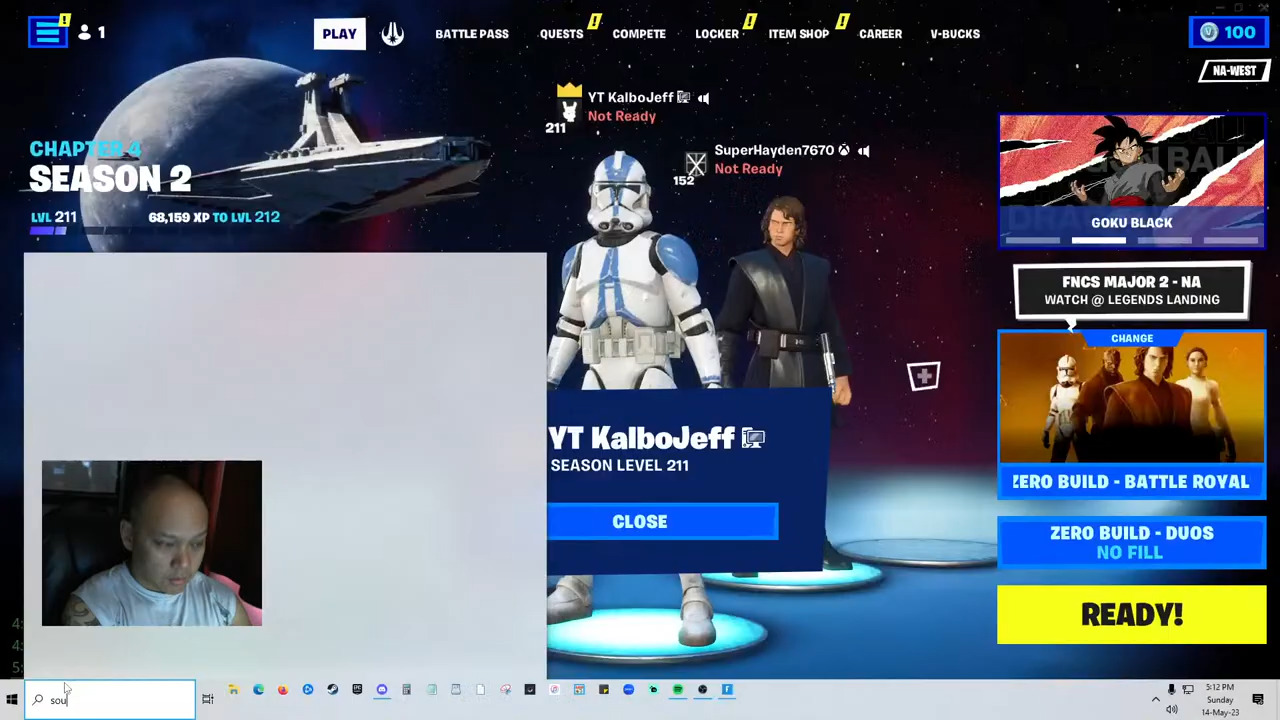 1
PLAY
BATTLE PASS
QUESTS
COMPETE
LOCKER
ITEM SHOP
CAREER
V-BUCKS
100
NA-WEST
YT KalboJeff
Not Ready
211
SuperHayden7670
Not Ready
152
CHAPTER 4
SEASON 2
LVL 211 68,159 XP TO LVL 212
GOKU BLACK
FNCS MAJOR 2 - NA
WATCH @ LEGENDS LANDING
CHANGE
ZERO BUILD - BATTLE ROYAL
ZERO BUILD - DUOS
NO FILL
READY!
YT KalboJeff
SEASON LEVEL 211
CLOSE
4:
4:
5:
sou
5:12 PM
Sunday
14-May-23